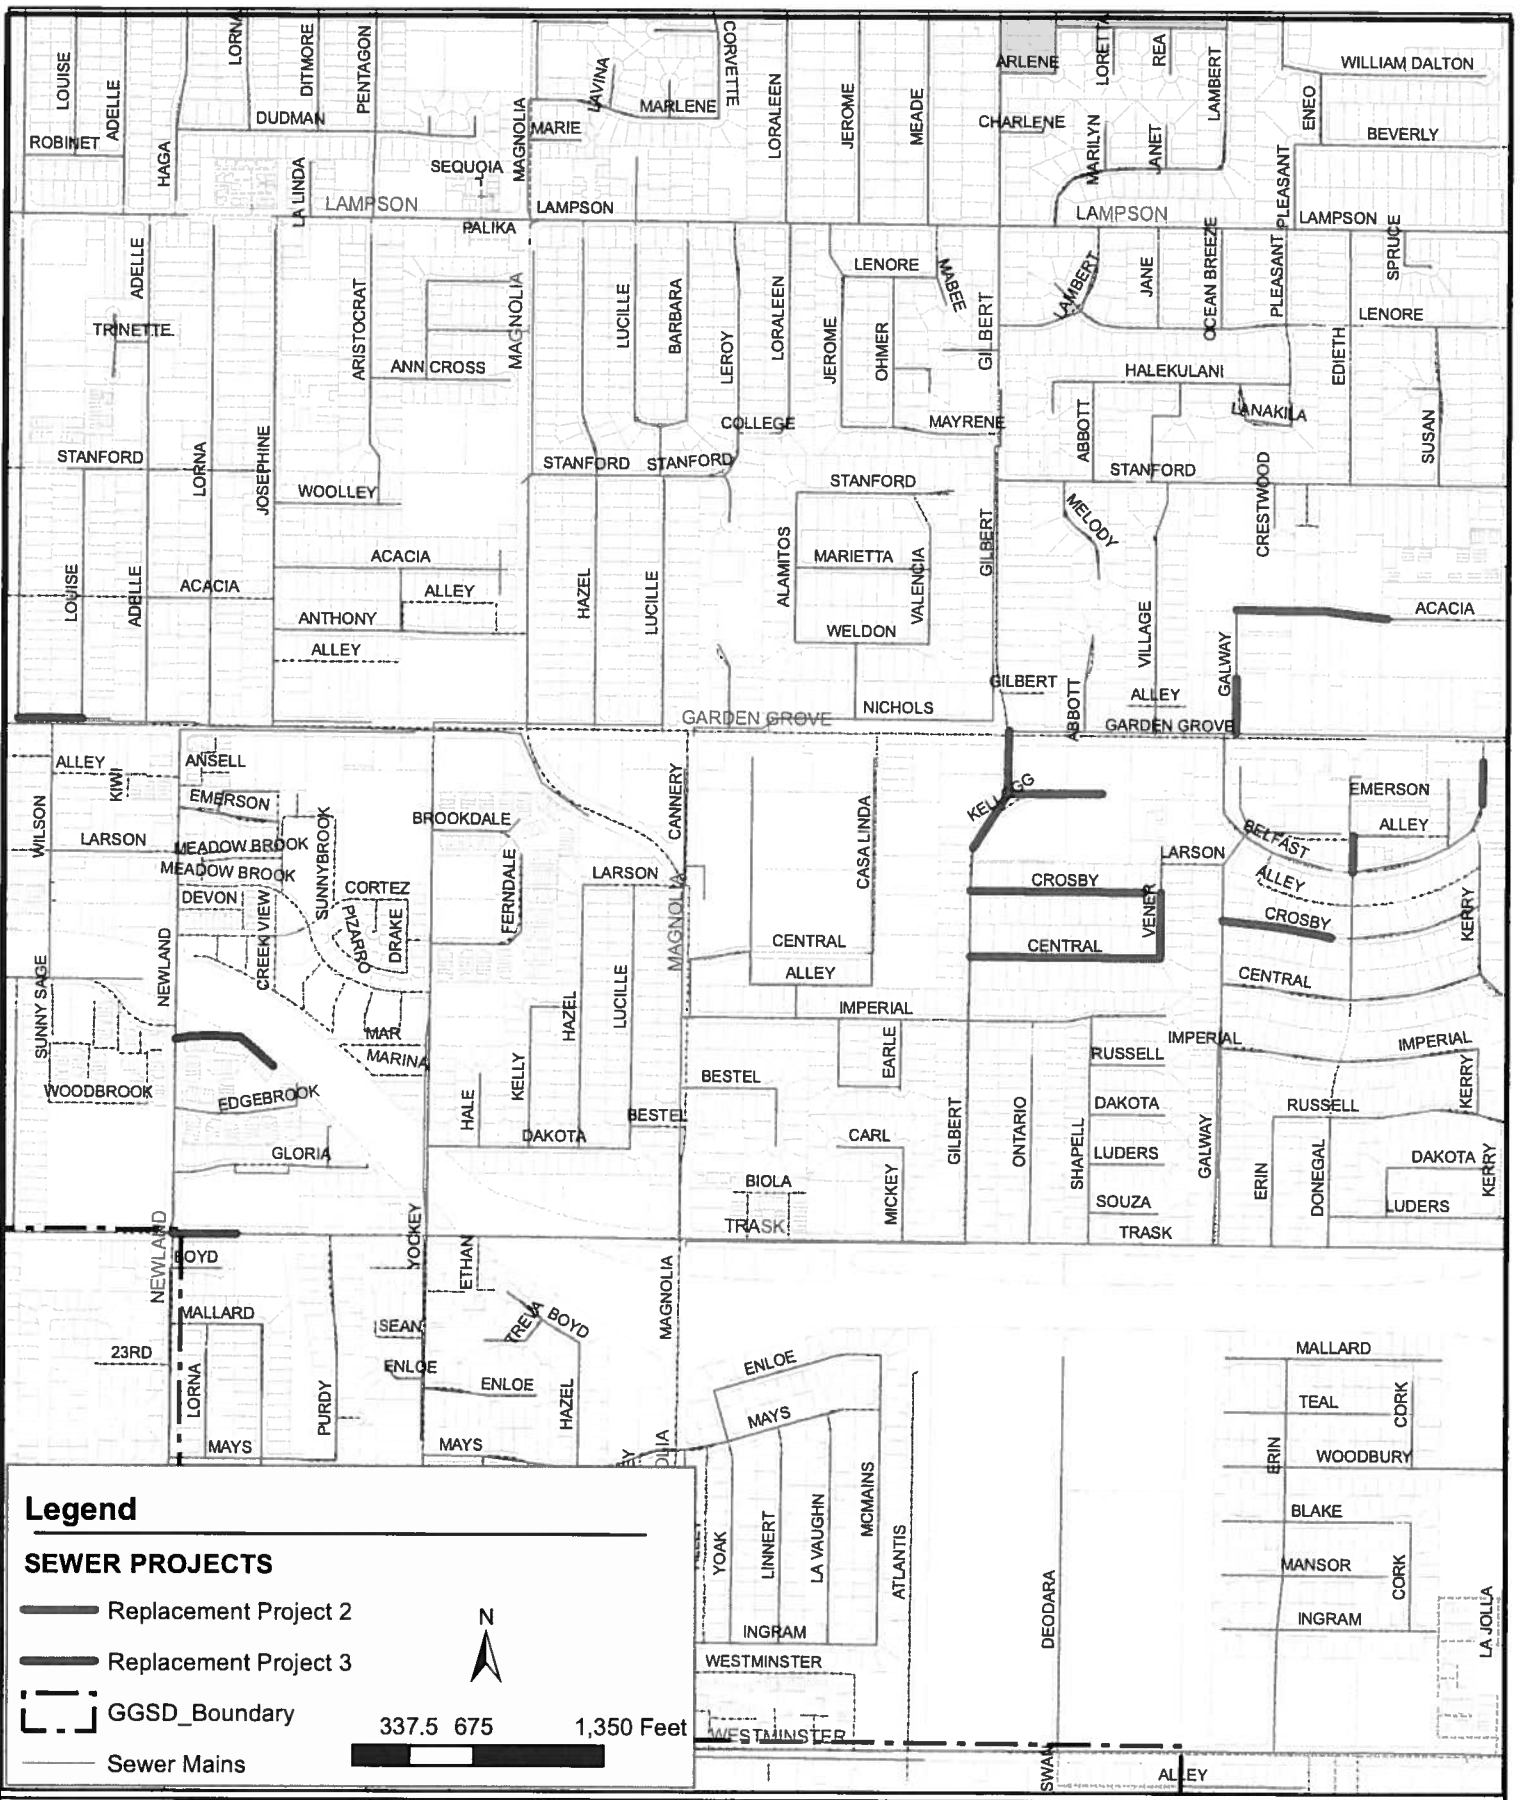 LOUISE
ADELLE
LORNA
DITMORE
PENTAGON
LAVINA
CORVETTE
LORALEEN
JEROME
MEADE
ARLENE
LORETTA
REA
LAMBERT
WILLIAM DALTON
ENEO
DUDMAN
MARLENE
MARIE
CHARLENE
MARILYN
JANET
BEVERLY
ROBINET
HAGA
LA LINDA
SEQUOIA
MAGNOLIA
PLEASANT
LAMPSON
LAMPSON
LAMPSON
LAMPSON
PALIKA
ADELLE
ARISTOCRAT
MAGNOLIA
LUCILLE
BARBARA
LEROY
LORALEEN
LENORE
MABEE
GILBERT
LAMBERT
JANE
OCEAN BREEZE
PLEASANT
SPRUCE
LENORE
TRINETTE
ANN CROSS
JEROME
OHMER
HALEKULANI
EDIETH
COLLEGE
MAYRENE
ABBOTT
LANAKILA
SUSAN
STANFORD
LORNA
JOSEPHINE
WOOLLEY
STANFORD
STANFORD
STANFORD
STANFORD
GILBERT
MELODY
CRESTWOOD
ACACIA
ALAMITOS
MARIETTA
VALENCIA
LOUISE
ADELLE
ACACIA
ALLEY
ANTHONY
ALLEY
HAZEL
LUCILLE
WELDON
VILLAGE
GALWAY
ACACIA
GILBERT
ABBOTT
ALLEY
NICHOLS
GARDEN GROVE
GARDEN GROVE
ALLEY
KIWI
ANSELL
EMERSON
WILSON
LARSON
MEADOW BROOK
MEADOW BROOK
SUNNYBROOK
BROOKDALE
CANNERY
CASA LINDA
KELLEGG
EMERSON
ALLEY
BELFAST
LARSON
ALLEY
DEVON
CREEK VIEW
CORTEZ
PIZARRO
DRAKE
FERNDALE
LARSON
MAGNOLIA
CROSBY
VENER
CROSBY
KERRY
CENTRAL
ALLEY
CENTRAL
CENTRAL
SUNNY SAGE
NEWLAND
HAZEL
LUCILLE
IMPERIAL
IMPERIAL
IMPERIAL
MAR
MARINA
EARLE
RUSSELL
WOODBROOK
EDGEBROOK
HALE
KELLY
BESTEL
BESTEL
DAKOTA
GILBERT
ONTARIO
SHAPELL
DAKOTA
RUSSELL
KERRY
GLORIA
CARL
LUDERS
GALWAY
ERIN
DONEGAL
DAKOTA
KERRY
BIOLA
MICKEY
SOUZA
LUDERS
TRASK
TRASK
NEWLAND
BOYD
YOCKEY
ETHAN
MALLARD
SEAN
TREVA
BOYD
MAGNOLIA
23RD
LORNA
PURDY
ENLOE
ENLOE
HAZEL
ENLOE
MAYS
MALLARD
TEAL
CORK
MAYS
MAYS
ERIN
WOODBURY
BLAKE
YOAK
LINNERT
LA VAUGHN
MCMAINS
ATLANTIS
DEODARA
MANSOR
CORK
INGRAM
INGRAM
LA JOLLA
WESTMINSTER
WESTMINSTER
SWAN
ALLEY
Legend
SEWER PROJECTS
Replacement Project 2
Replacement Project 3
GGSD_Boundary
Sewer Mains
N
337.5 675 1,350 Feet